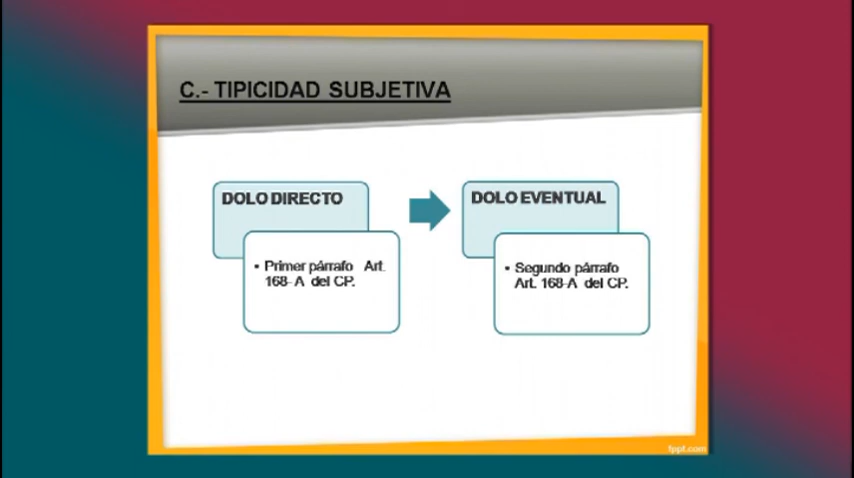 C.- TIPICIDAD SUBJETIVA
DOLO DIRECTO
• Primer párrafo Art.
168- A del CP.
DOLO EVENTUAL
• Segundo párrafo
Art. 168-A del CP.
fppt.com